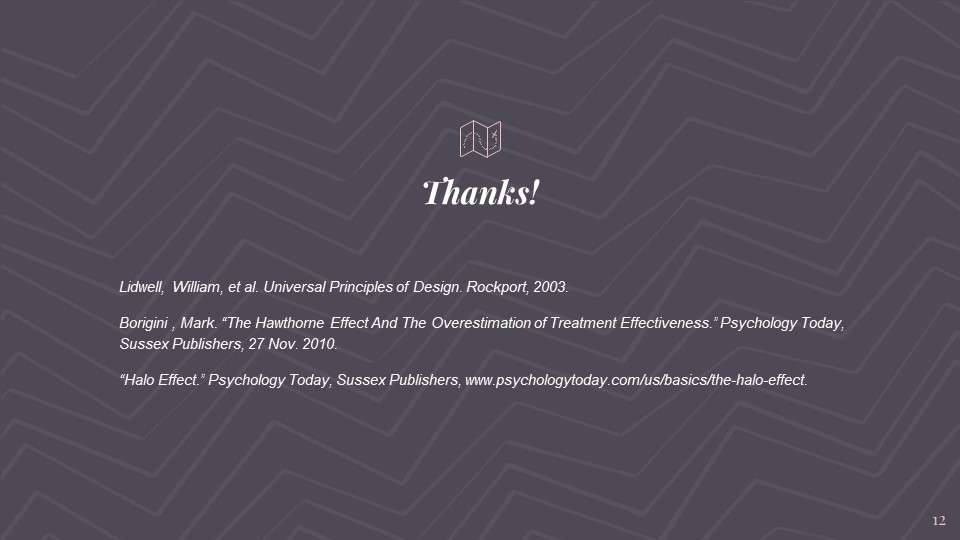 Thanks!
Lidwell, William, et al. Universal Principles of Design. Rockport, 2003.
Borigini , Mark. “The Hawthorne Effect And The Overestimation of Treatment Effectiveness.” Psychology Today,
Sussex Publishers, 27 Nov. 2010.
“Halo Effect.” Psychology Today, Sussex Publishers, www.psychologytoday.com/us/basics/the-halo-effect.
12